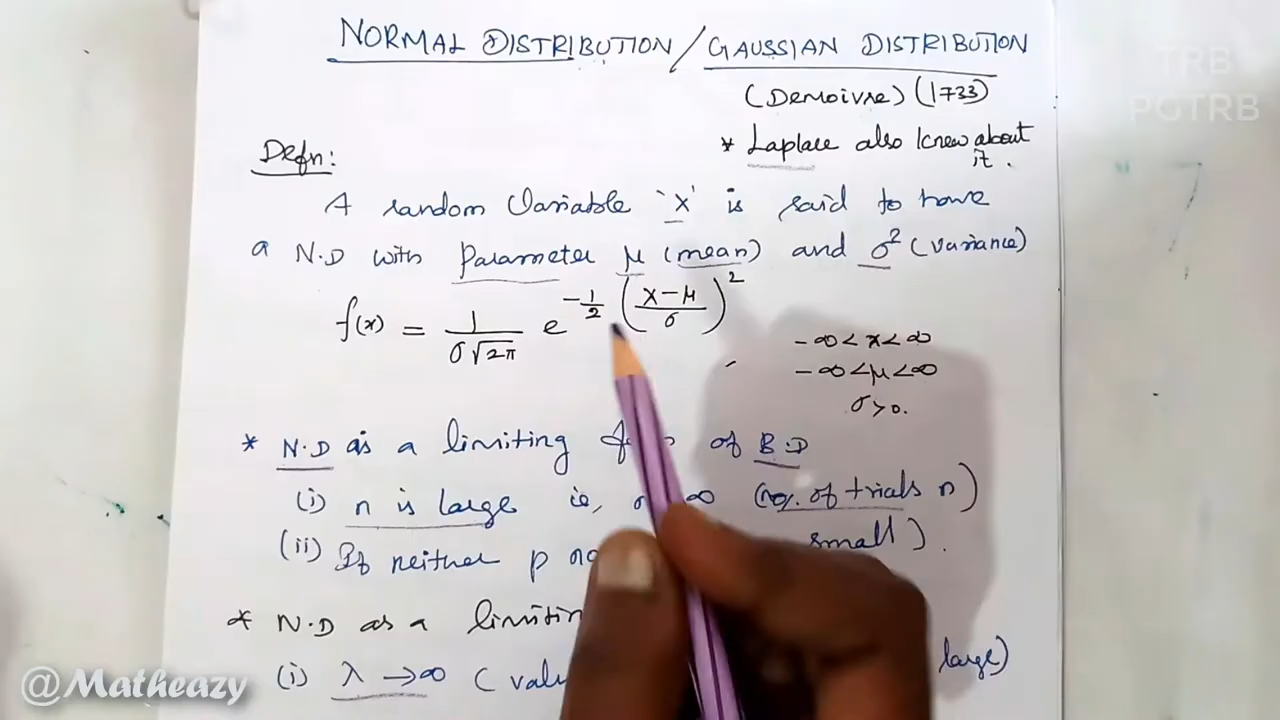 NORMAL DISTRIBUTION / GAUSSIAN DISTRIBUTION
TRB
PGTRB
(Demoivre) (1733)
* Laplace also knew about it.
Defn:
A random Variable 'X' is said to have
a N.D with parameter μ (mean) and σ² (variance)
f(x) = 1/(σ√2π) e^(-1/2 ((x-μ)/σ)²)
-∞<x<∞
-∞<μ<∞
σ>0.
* N.D as a limiting of B.D
(i) n is large ie, ∞ (no. of trials n)
(ii) If neither p small).
* N.D as a
(i) λ→∞ ( large)
@Matheazy